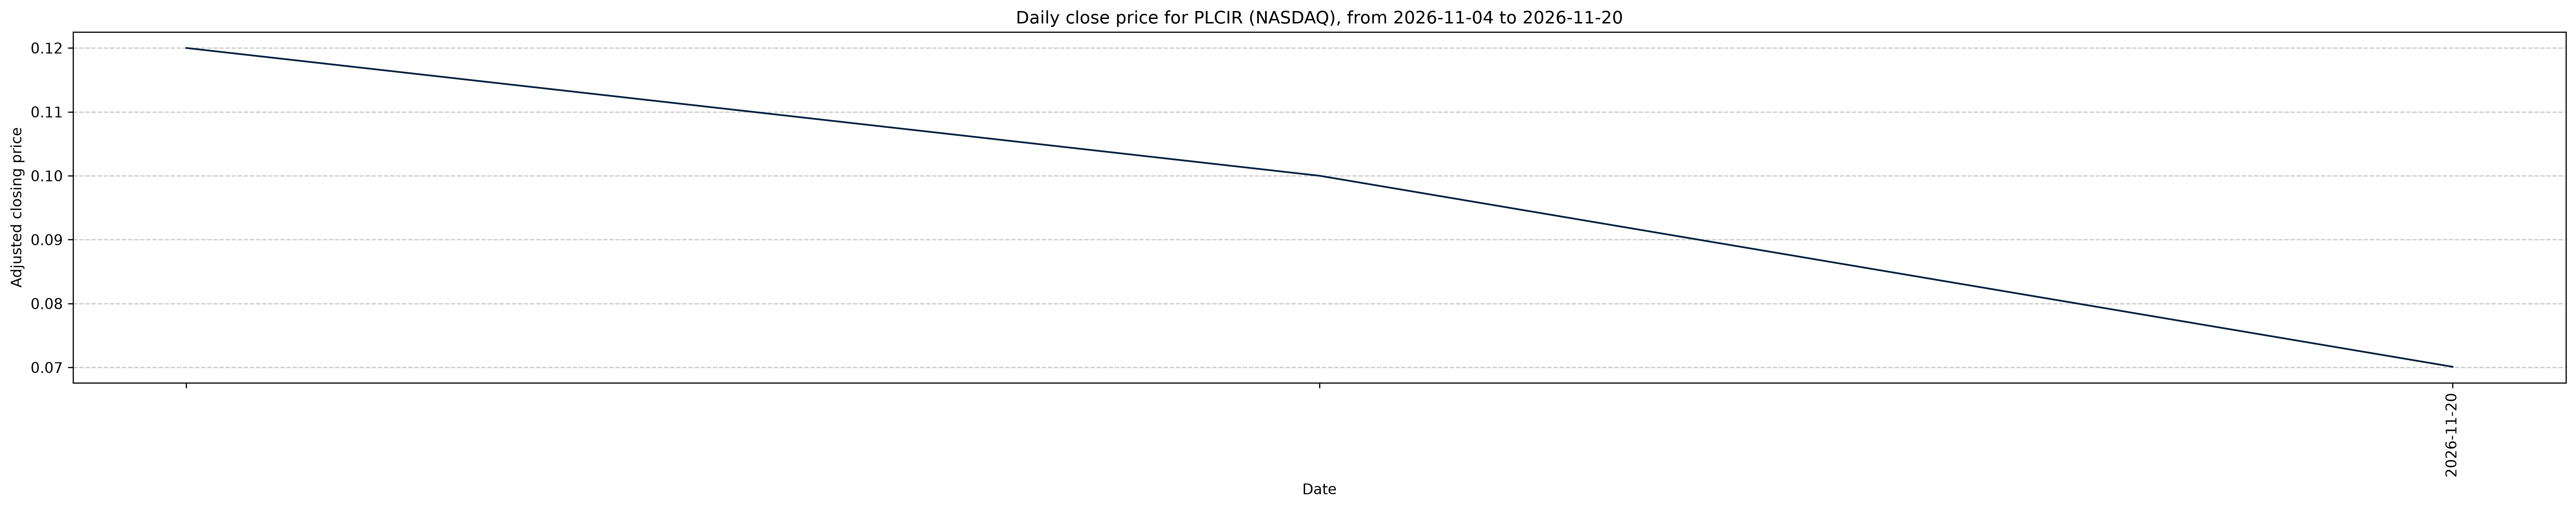 Daily close price for PLCIR (NASDAQ), from 2026-11-04 to 2026-11-20
Adjusted closing price
0.12
0.11
0.10
0.09
0.08
0.07
2026-11-20
Date